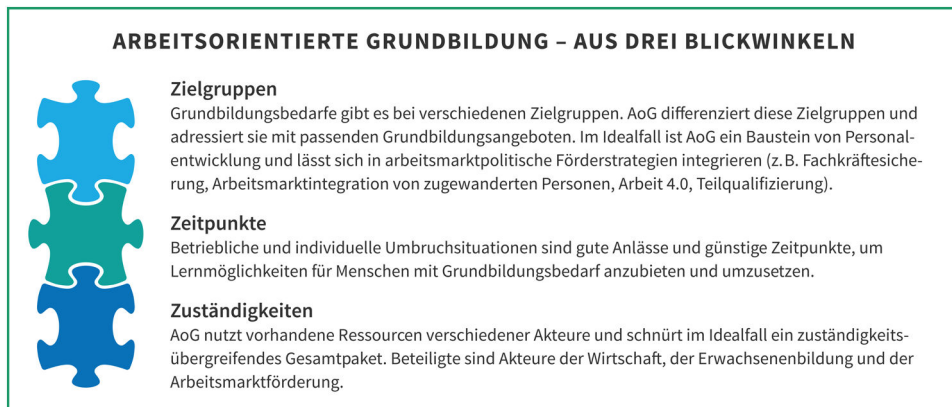 ARBEITSORIENTIERTE GRUNDBILDUNG – AUS DREI BLICKWINKELN
Zielgruppen
Grundbildungsbedarfe gibt es bei verschiedenen Zielgruppen. AoG differenziert diese Zielgruppen und
adressiert sie mit passenden Grundbildungsangeboten. Im Idealfall ist AoG ein Baustein von Personal-
entwicklung und lässt sich in arbeitsmarktpolitische Förderstrategien integrieren (z. B. Fachkräftesiche-
rung, Arbeitsmarktintegration von zugewanderten Personen, Arbeit 4.0, Teilqualifizierung).
Zeitpunkte
Betriebliche und individuelle Umbruchsituationen sind gute Anlässe und günstige Zeitpunkte, um
Lernmöglichkeiten für Menschen mit Grundbildungsbedarf anzubieten und umzusetzen.
Zuständigkeiten
AoG nutzt vorhandene Ressourcen verschiedener Akteure und schnürt im Idealfall ein zuständigkeits-
übergreifendes Gesamtpaket. Beteiligte sind Akteure der Wirtschaft, der Erwachsenenbildung und der
Arbeitsmarktförderung.